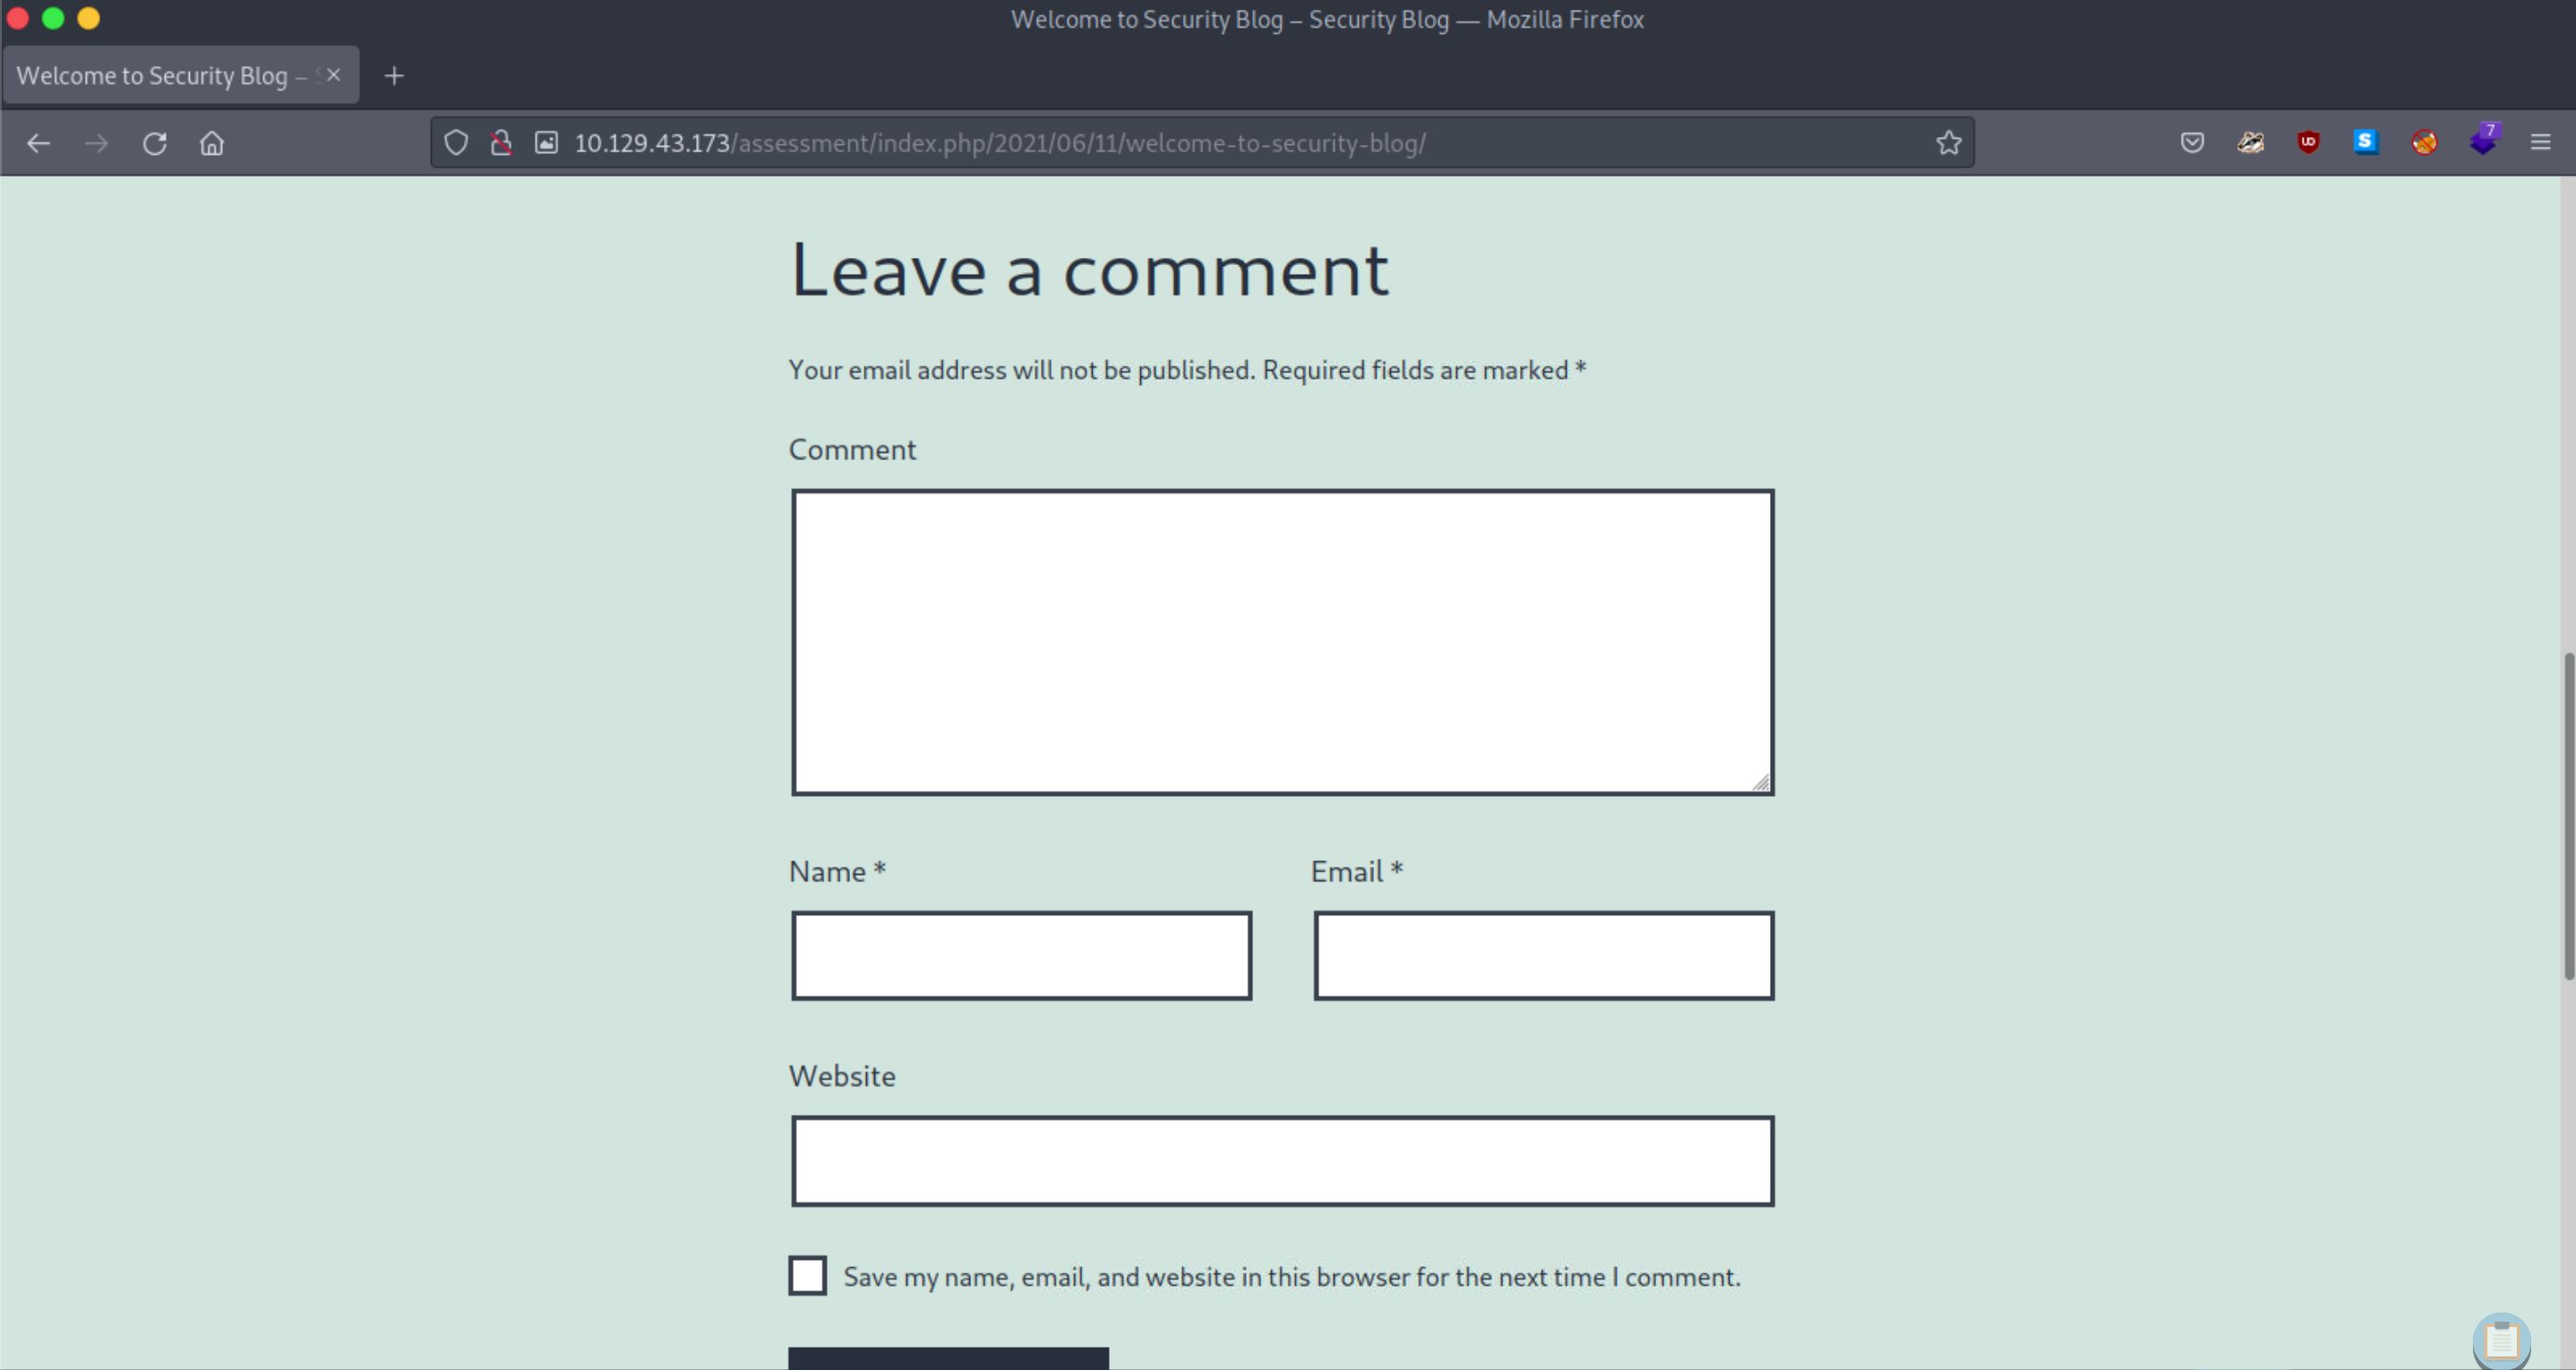 Welcome to Security Blog – Security Blog — Mozilla Firefox
Welcome to Security Blog –
10.129.43.173/assessment/index.php/2021/06/11/welcome-to-security-blog/
7
Leave a comment
Your email address will not be published. Required fields are marked *
Comment
Name * Email *
Website
Save my name, email, and website in this browser for the next time I comment.